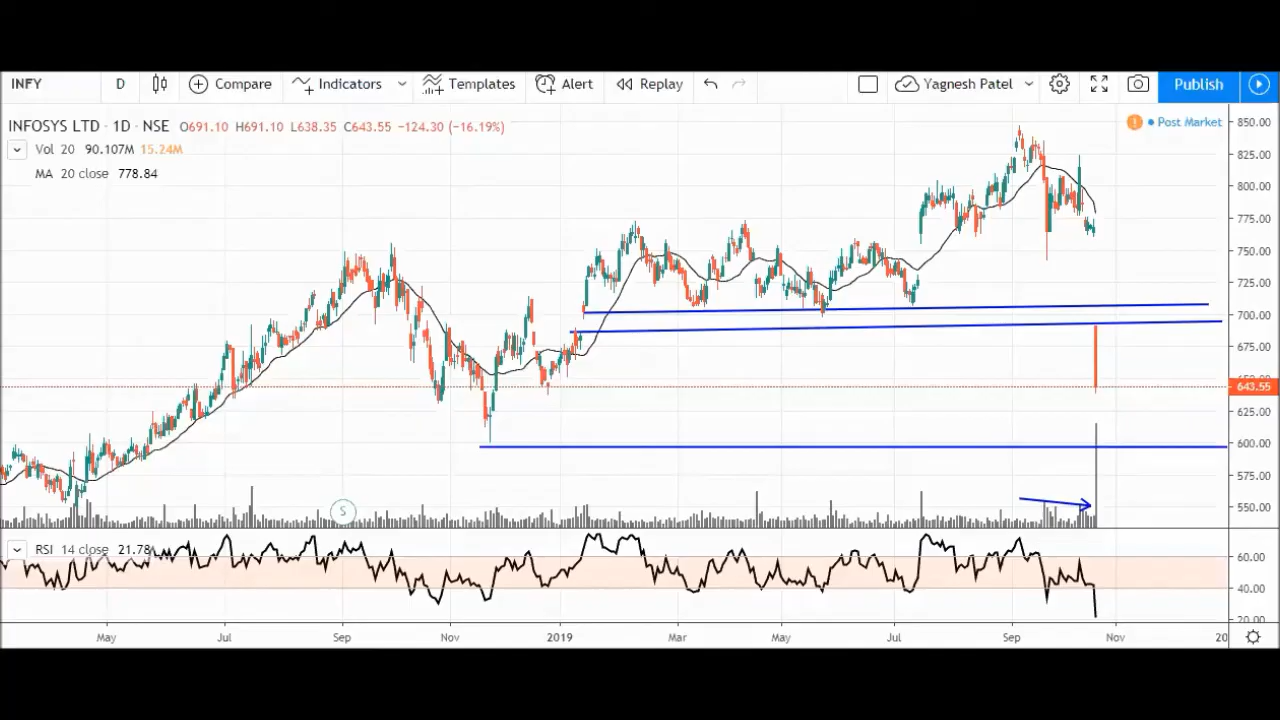 INFY D Compare Indicators Templates Alert Replay Yagnesh Patel Publish
INFOSYS LTD · 1D · NSE O691.10 H691.10 L638.35 C643.55 −124.30 (−16.19%)
! Post Market
Vol 20 90.107M 15.24M
MA 20 close 778.84
850.00
825.00
800.00
775.00
750.00
725.00
700.00
675.00
643.55
625.00
600.00
575.00
550.00
S
RSI 14 close 21.78
60.00
40.00
20.00
May Jul Sep Nov 2019 Mar May Jul Sep Nov 20